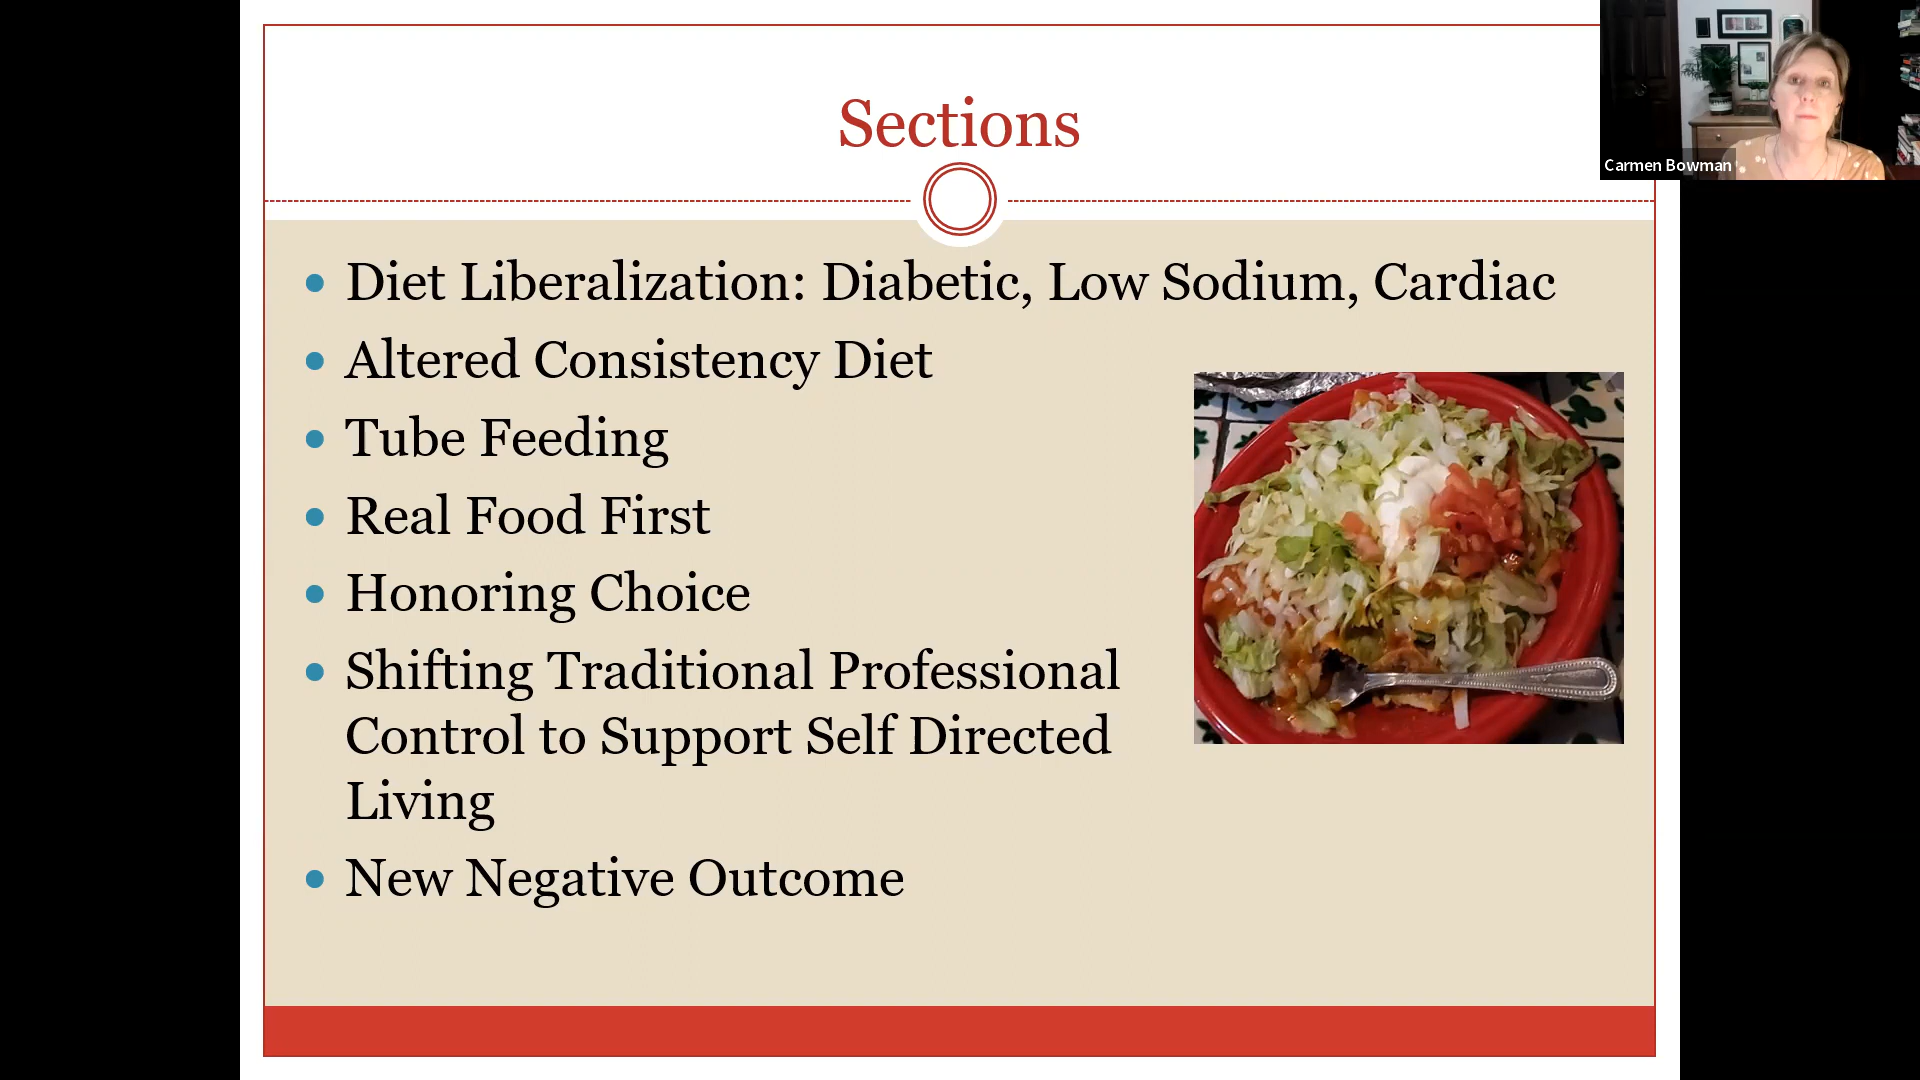 Sections
Carmen Bowman
Diet Liberalization: Diabetic, Low Sodium, Cardiac
Altered Consistency Diet
Tube Feeding
Real Food First
Honoring Choice
Shifting Traditional Professional
Control to Support Self Directed
Living
New Negative Outcome